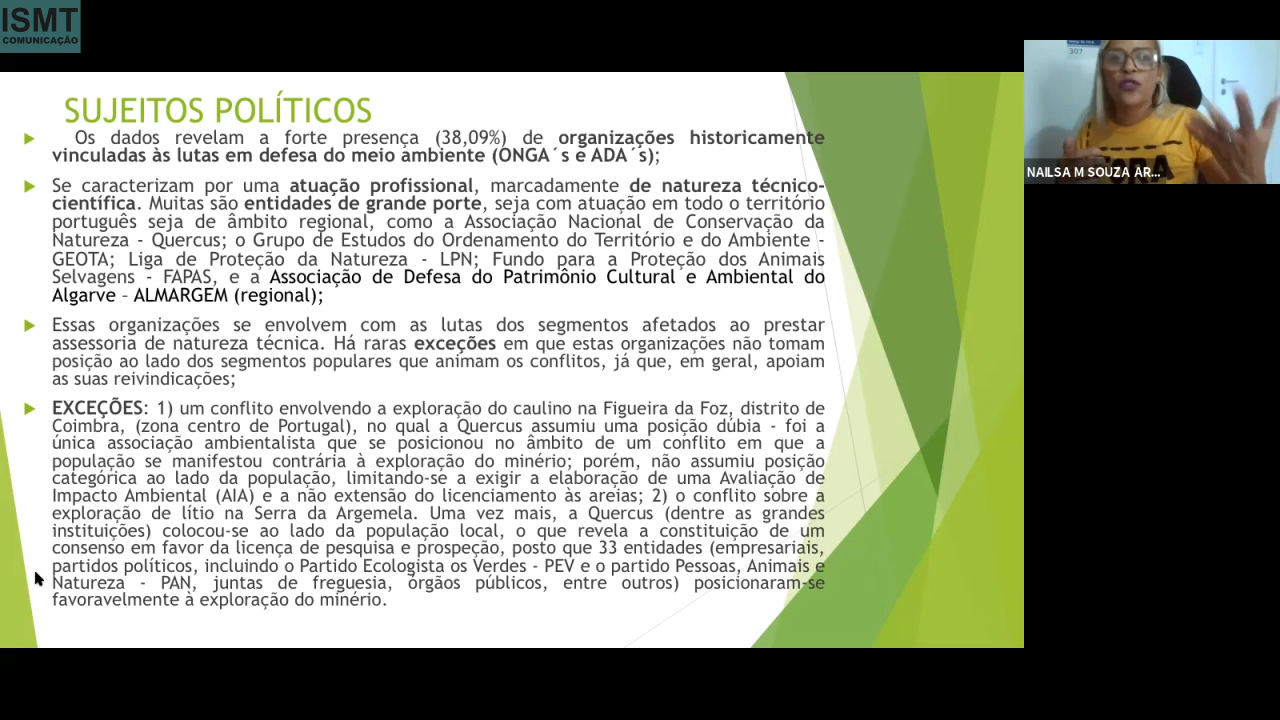 ISMT
COMUNICAÇÃO
SUJEITOS POLÍTICOS
Os dados revelam a forte presença (38,09%) de organizações historicamente
vinculadas às lutas em defesa do meio ambiente (ONGA´s e ADA´s);
Se caracterizam por uma atuação profissional, marcadamente de natureza técnico-
científica. Muitas são entidades de grande porte, seja com atuação em todo o território
português seja de âmbito regional, como a Associação Nacional de Conservação da
Natureza - Quercus; o Grupo de Estudos do Ordenamento do Território e do Ambiente -
GEOTA; Liga de Proteção da Natureza - LPN; Fundo para a Proteção dos Animais
Selvagens - FAPAS, e a Associação de Defesa do Patrimônio Cultural e Ambiental do
Algarve – ALMARGEM (regional);
Essas organizações se envolvem com as lutas dos segmentos afetados ao prestar
assessoria de natureza técnica. Há raras exceções em que estas organizações não tomam
posição ao lado dos segmentos populares que animam os conflitos, já que, em geral, apoiam
as suas reivindicações;
EXCEÇÕES: 1) um conflito envolvendo a exploração do caulino na Figueira da Foz, distrito de
Coimbra, (zona centro de Portugal), no qual a Quercus assumiu uma posição dúbia - foi a
única associação ambientalista que se posicionou no âmbito de um conflito em que a
população se manifestou contrária à exploração do minério; porém, não assumiu posição
categórica ao lado da população, limitando-se a exigir a elaboração de uma Avaliação de
Impacto Ambiental (AIA) e a não extensão do licenciamento às areias; 2) o conflito sobre a
exploração de lítio na Serra da Argemela. Uma vez mais, a Quercus (dentre as grandes
instituições) colocou-se ao lado da população local, o que revela a constituição de um
consenso em favor da licença de pesquisa e prospeção, posto que 33 entidades (empresariais,
partidos políticos, incluindo o Partido Ecologista os Verdes - PEV e o partido Pessoas, Animais e
Natureza - PAN, juntas de freguesia, órgãos públicos, entre outros) posicionaram-se
favoravelmente à exploração do minério.
307
NAILSA M SOUZA AR...